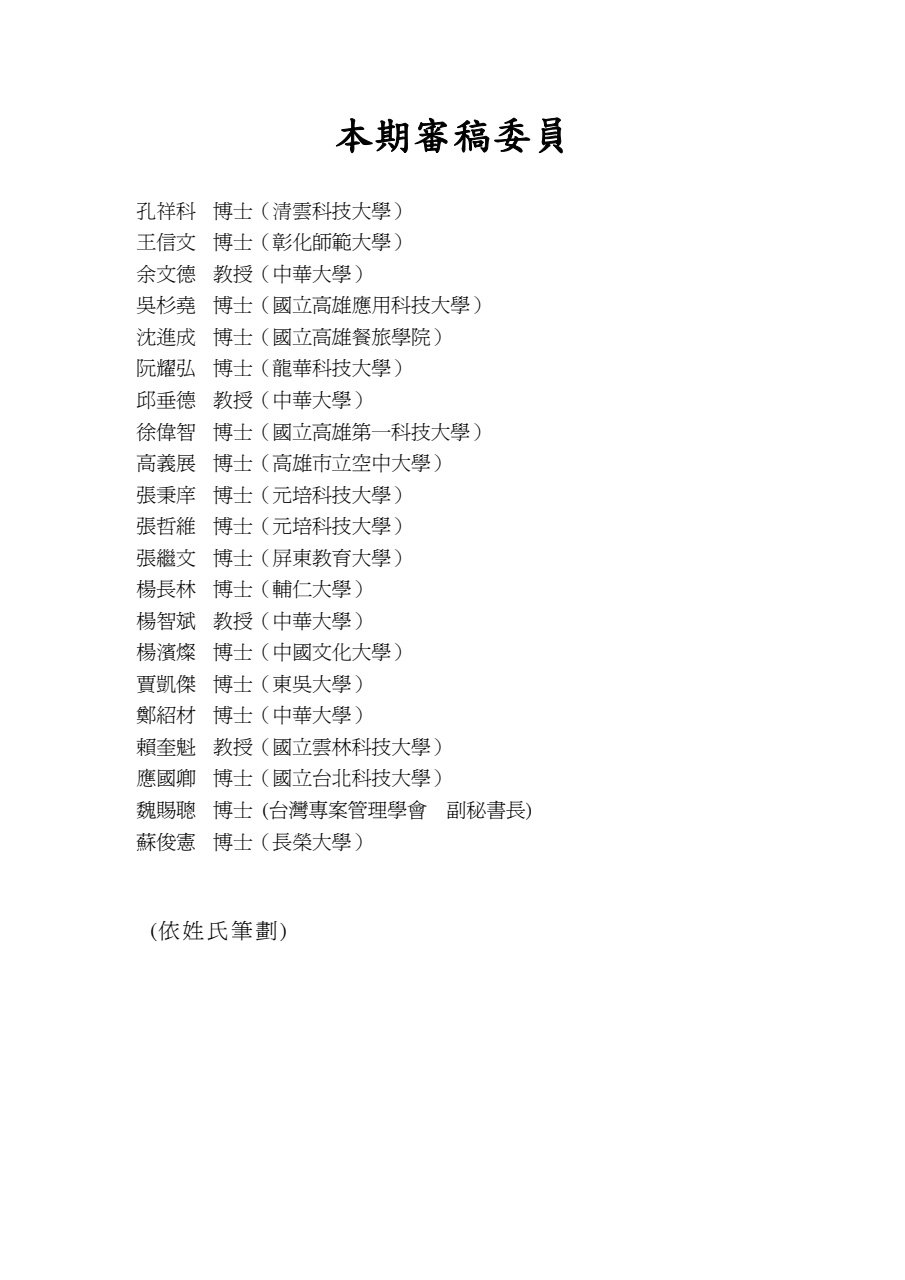 本期審稿委員
孔祥科 博士（清雲科技大學）
王信文 博士（彰化師範大學）
余文德 教授（中華大學）
吳杉堯 博士（國立高雄應用科技大學）
沈進成 博士（國立高雄餐旅學院）
阮耀弘 博士（龍華科技大學）
邱垂德 教授（中華大學）
徐偉智 博士（國立高雄第一科技大學）
高義展 博士（高雄市立空中大學）
張秉庠 博士（元培科技大學）
張哲維 博士（元培科技大學）
張繼文 博士（屏東教育大學）
楊長林 博士（輔仁大學）
楊智斌 教授（中華大學）
楊濱燦 博士（中國文化大學）
賈凱傑 博士（東吳大學）
鄭紹材 博士（中華大學）
賴奎魁 教授（國立雲林科技大學）
應國卿 博士（國立台北科技大學）
魏賜聰 博士 (台灣專案管理學會　副秘書長)
蘇俊憲 博士（長榮大學）
(依姓氏筆劃)